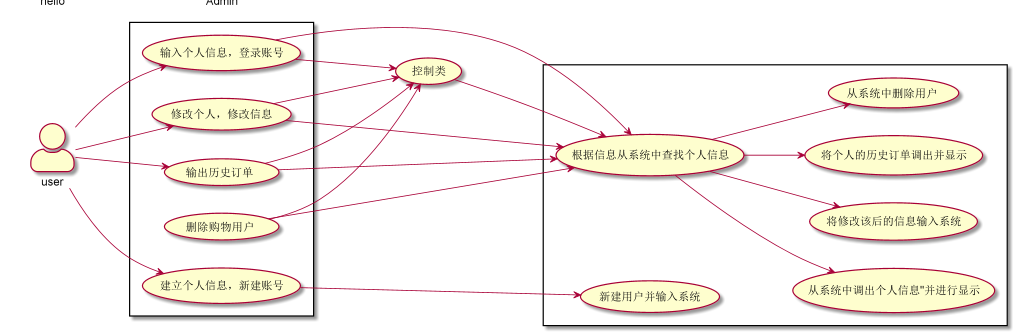 hello
Admin
输入个人信息，登录账号
控制类
从系统中删除用户
修改个人，修改信息
根据信息从系统中查找个人信息
将个人的历史订单调出并显示
输出历史订单
user
删除购物用户
将修改该后的信息输入系统
建立个人信息，新建账号
新建用户并输入系统
从系统中调出个人信息"并进行显示